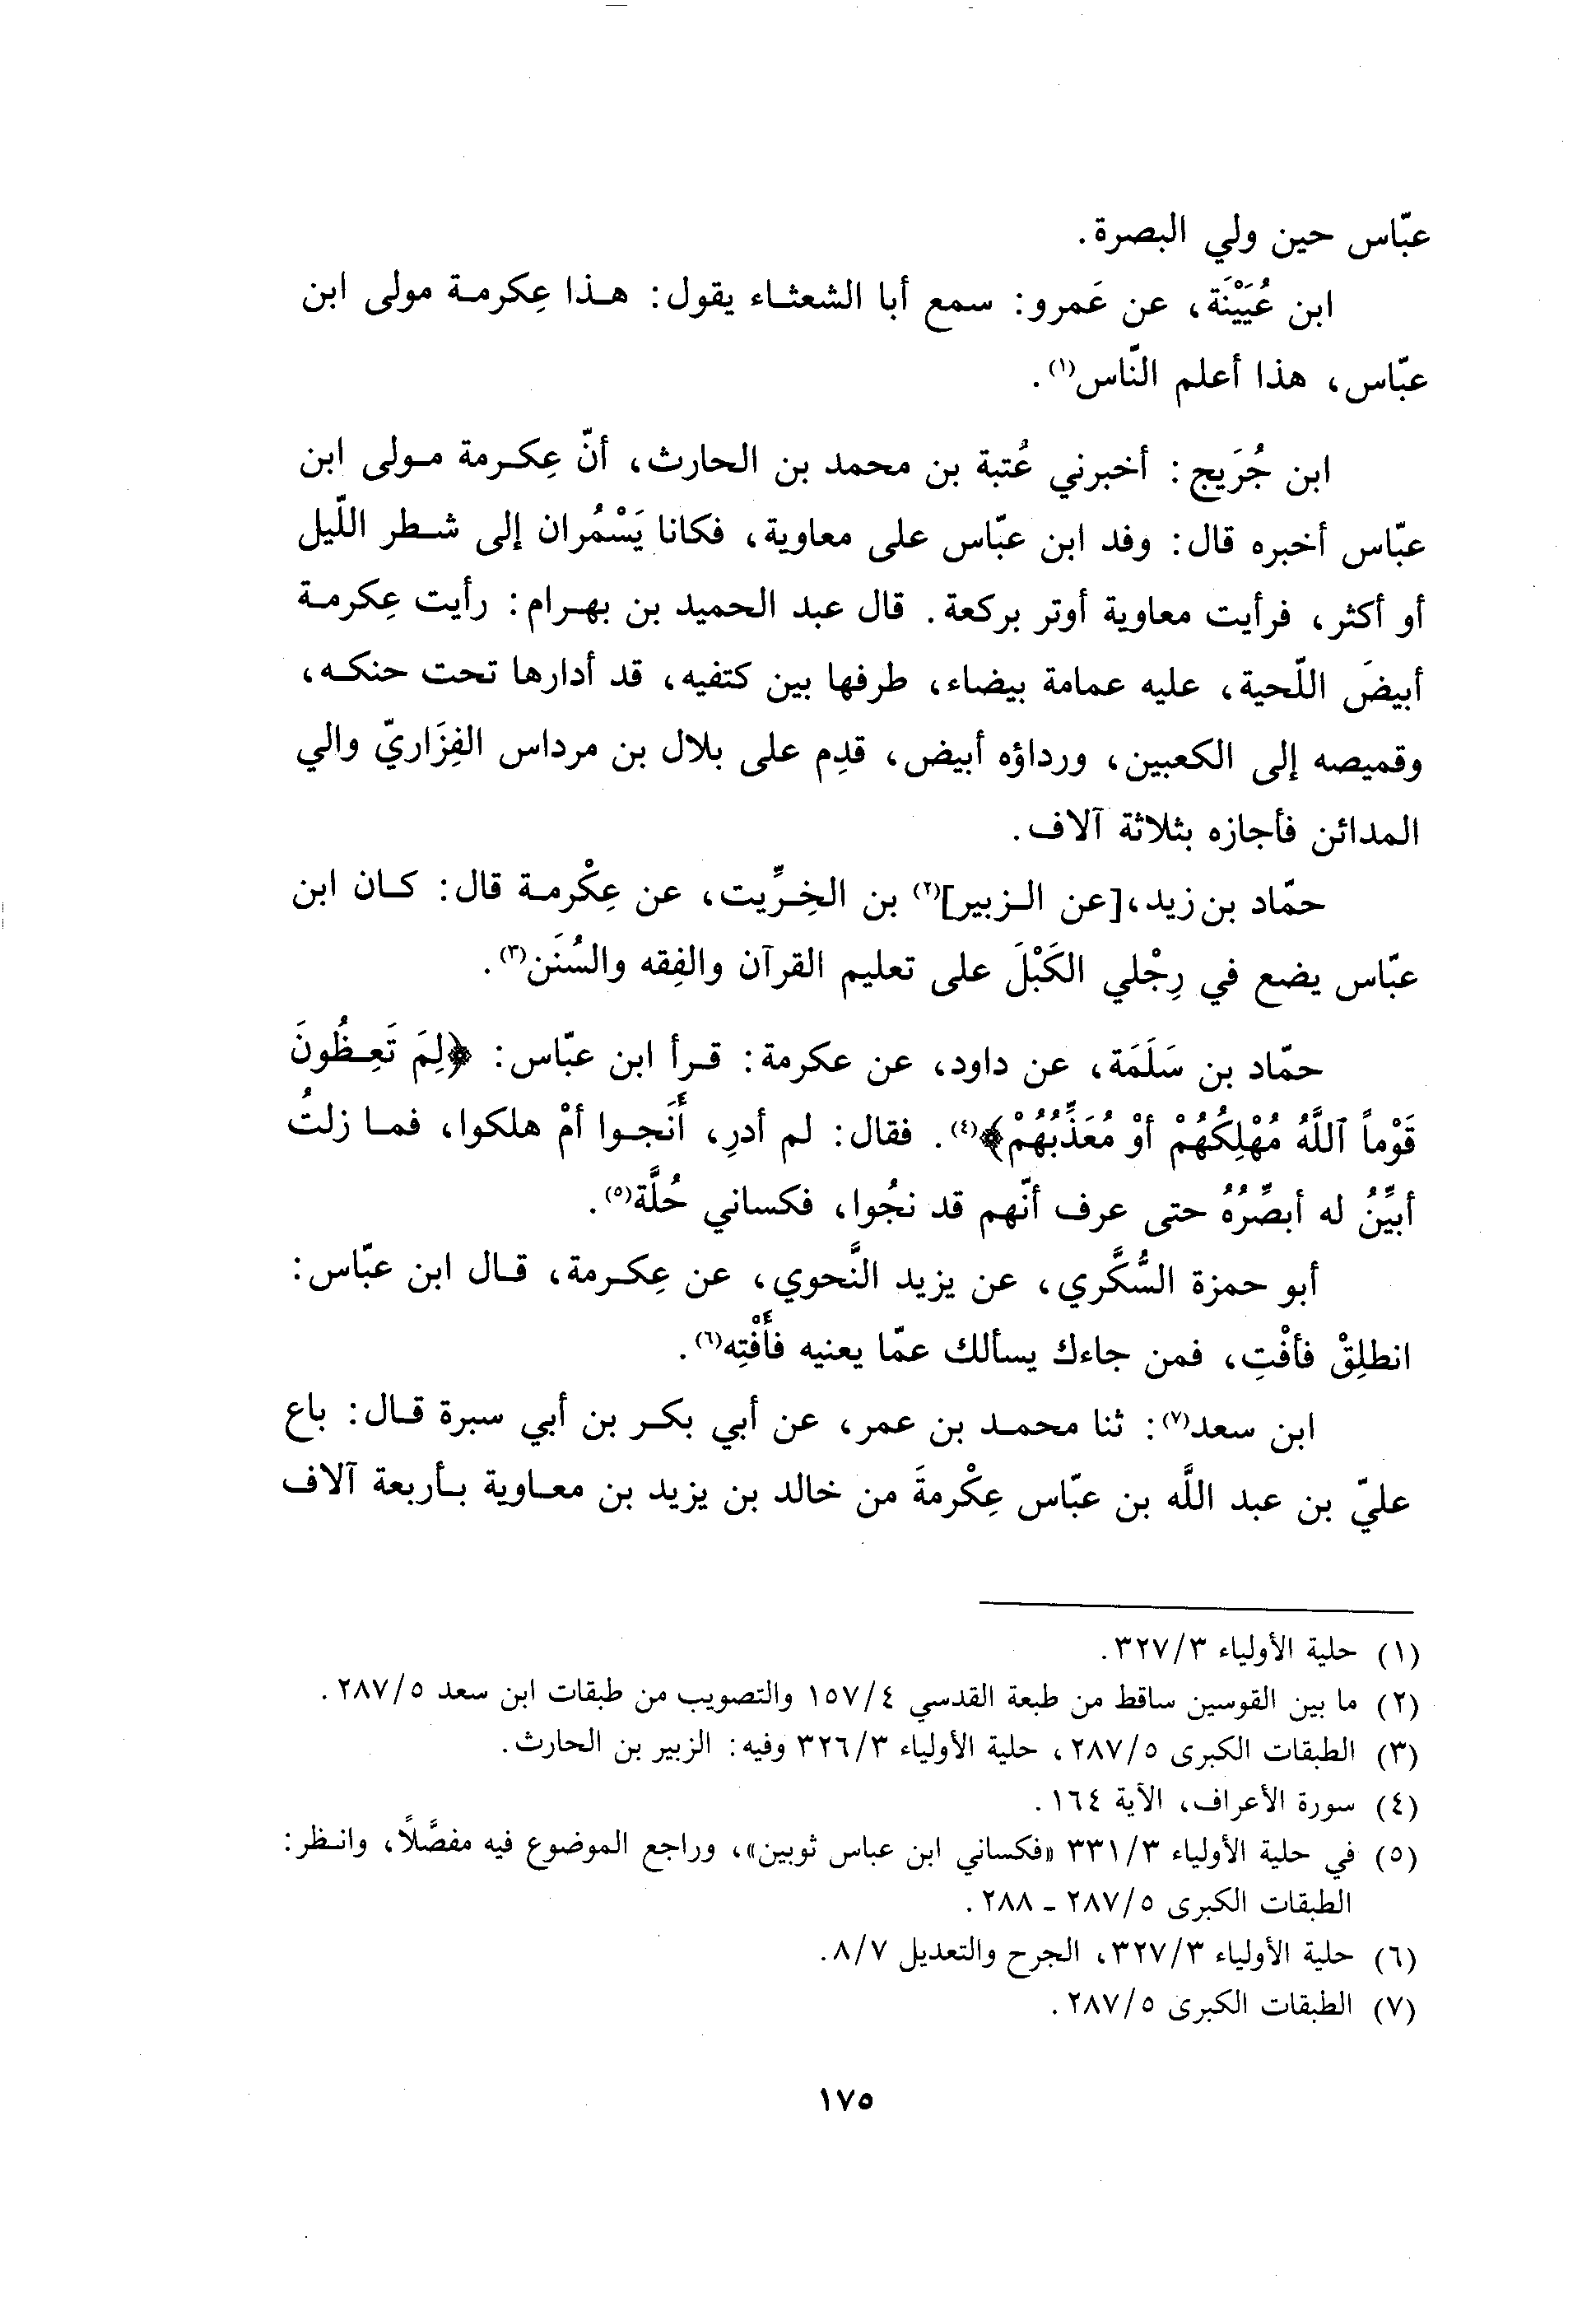 عبّاس حين ولي البصرة.
ابن عُيَيْنَة، عن عَمرو: سمع أبا الشعثاء يقول: هذا عِكرمة مولى ابن
عبّاس، هذا أعلم النّاس(١).
ابن جُرَيج: أخبرني عُتبة بن محمد بن الحارث، أنّ عِكرمة مولى ابن
عبّاس أخبره قال: وفد ابن عبّاس على معاوية، فكانا يَسْمُران إلى شطر اللّيل
أو أكثر، فرأيت معاوية أوتر بركعة. قال عبد الحميد بن بهرام: رأيت عِكرمة
أبيضَ اللّحية، عليه عمامة بيضاء، طرفها بين كتفيه، قد أدارها تحت حنكه،
وقميصه إلى الكعبين، ورداؤه أبيض، قدِم على بلال بن مرداس الفِزَاريّ والي
المدائن فأجازه بثلاثة آلاف.
حمّاد بن زيد،[عن الزبير](٢) بن الخِرِّيت، عن عِكْرمة قال: كان ابن
عبّاس يضع في رِجْلي الكَبْلَ على تعليم القرآن والفِقه والسُنَن(٣).
حمّاد بن سَلَمَة، عن داود، عن عكرمة: قرأ ابن عبّاس: ﴿لِمَ تَعِظُونَ
قَوْماً ٱللَّهُ مُهْلِكُهُمْ أوْ مُعَذِّبُهُمْ﴾(٤). فقال: لم أدرِ، أَنَجوا أمْ هلكوا، فما زلتُ
أبيِّنُ له أبصِّرُهُ حتى عرف أنّهم قد نجُوا، فكساني حُلَّة(٥).
أبو حمزة السُّكَّري، عن يزيد النَّحوي، عن عِكرمة، قال ابن عبّاس:
انطلِقْ فأفْتِ، فمن جاءك يسألك عمّا يعنيه فأَفْتِه(٦).
ابن سعد(٧): ثنا محمد بن عمر، عن أبي بكر بن أبي سبرة قال: باع
عليّ بن عبد اللَّه بن عبّاس عِكْرمةَ من خالد بن يزيد بن معاوية بأربعة آلاف
(١) حلية الأولياء ٣/‏٣٢٧.
(٢) ما بين القوسين ساقط من طبعة القدسي ٤/‏١٥٧ والتصويب من طبقات ابن سعد ٥/‏٢٨٧.
(٣) الطبقات الكبرى ٥/‏٢٨٧، حلية الأولياء ٣/‏٣٢٦ وفيه: الزبير بن الحارث.
(٤) سورة الأعراف، الآية ١٦٤.
(٥) في حلية الأولياء ٣/‏٣٣١ «فكساني ابن عباس ثوبين»، وراجع الموضوع فيه مفصَّلاً، وانظر:
الطبقات الكبرى ٥/‏٢٨٧ ـ ٢٨٨.
(٦) حلية الأولياء ٣/‏٣٢٧، الجرح والتعديل ٧/‏٨.
(٧) الطبقات الكبرى ٥/‏٢٨٧.
١٧٥